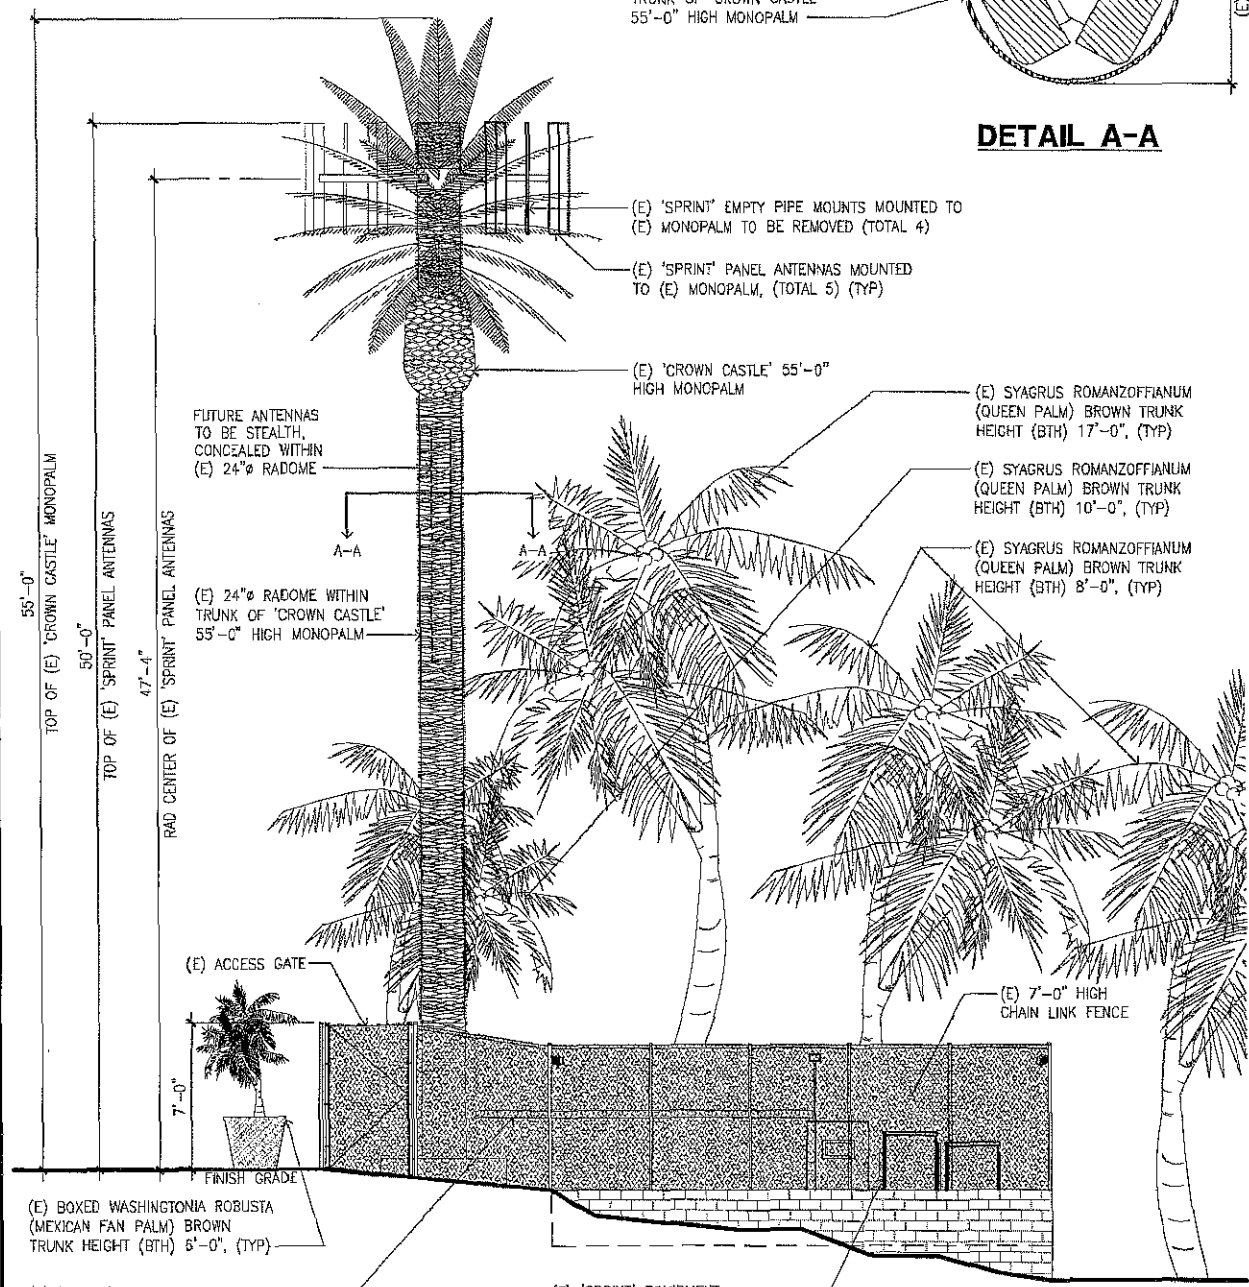 55'-0" HIGH MONOPALM
(E)
DETAIL A-A
(E) 'SPRINT' EMPTY PIPE MOUNTS MOUNTED TO
(E) MONOPALM TO BE REMOVED (TOTAL 4)
(E) 'SPRINT' PANEL ANTENNAS MOUNTED
TO (E) MONOPALM, (TOTAL 5) (TYP)
(E) 'CROWN CASTLE' 55'-0"
HIGH MONOPALM
FUTURE ANTENNAS
TO BE STEALTH,
CONCEALED WITHIN
(E) 24"ø RADOME
A-A
A-A
(E) 24"ø RADOME WITHIN
TRUNK OF 'CROWN CASTLE'
55'-0" HIGH MONOPALM
(E) SYAGRUS ROMANZOFFIANUM
(QUEEN PALM) BROWN TRUNK
HEIGHT (BTH) 17'-0", (TYP)
(E) SYAGRUS ROMANZOFFIANUM
(QUEEN PALM) BROWN TRUNK
HEIGHT (BTH) 10'-0", (TYP)
(E) SYAGRUS ROMANZOFFIANUM
(QUEEN PALM) BROWN TRUNK
HEIGHT (BTH) 8'-0", (TYP)
55'-0"
TOP OF (E) 'CROWN CASTLE' MONOPALM
50'-0"
TOP OF (E) 'SPRINT' PANEL ANTENNAS
47'-4"
RAD CENTER OF (E) 'SPRINT' PANEL ANTENNAS
(E) ACCESS GATE
(E) 7'-0" HIGH
CHAIN LINK FENCE
7'-0"
FINISH GRADE
(E) BOXED WASHINGTONIA ROBUSTA
(MEXICAN FAN PALM) BROWN
TRUNK HEIGHT (BTH) 6'-0", (TYP)